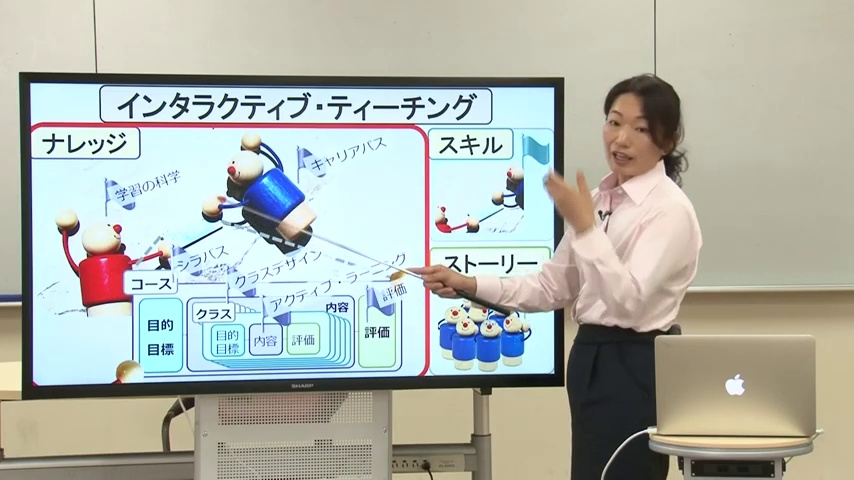 インタラクティブ・ティーチング
ナレッジ
スキル
学習の科学
キャリアパス
シラバス
クラスデザイン
アクティブ・ラーニング
評価
ストーリー
コース
目的
目標
クラス
内容
目的
目標
内容
評価
評価
SHARP